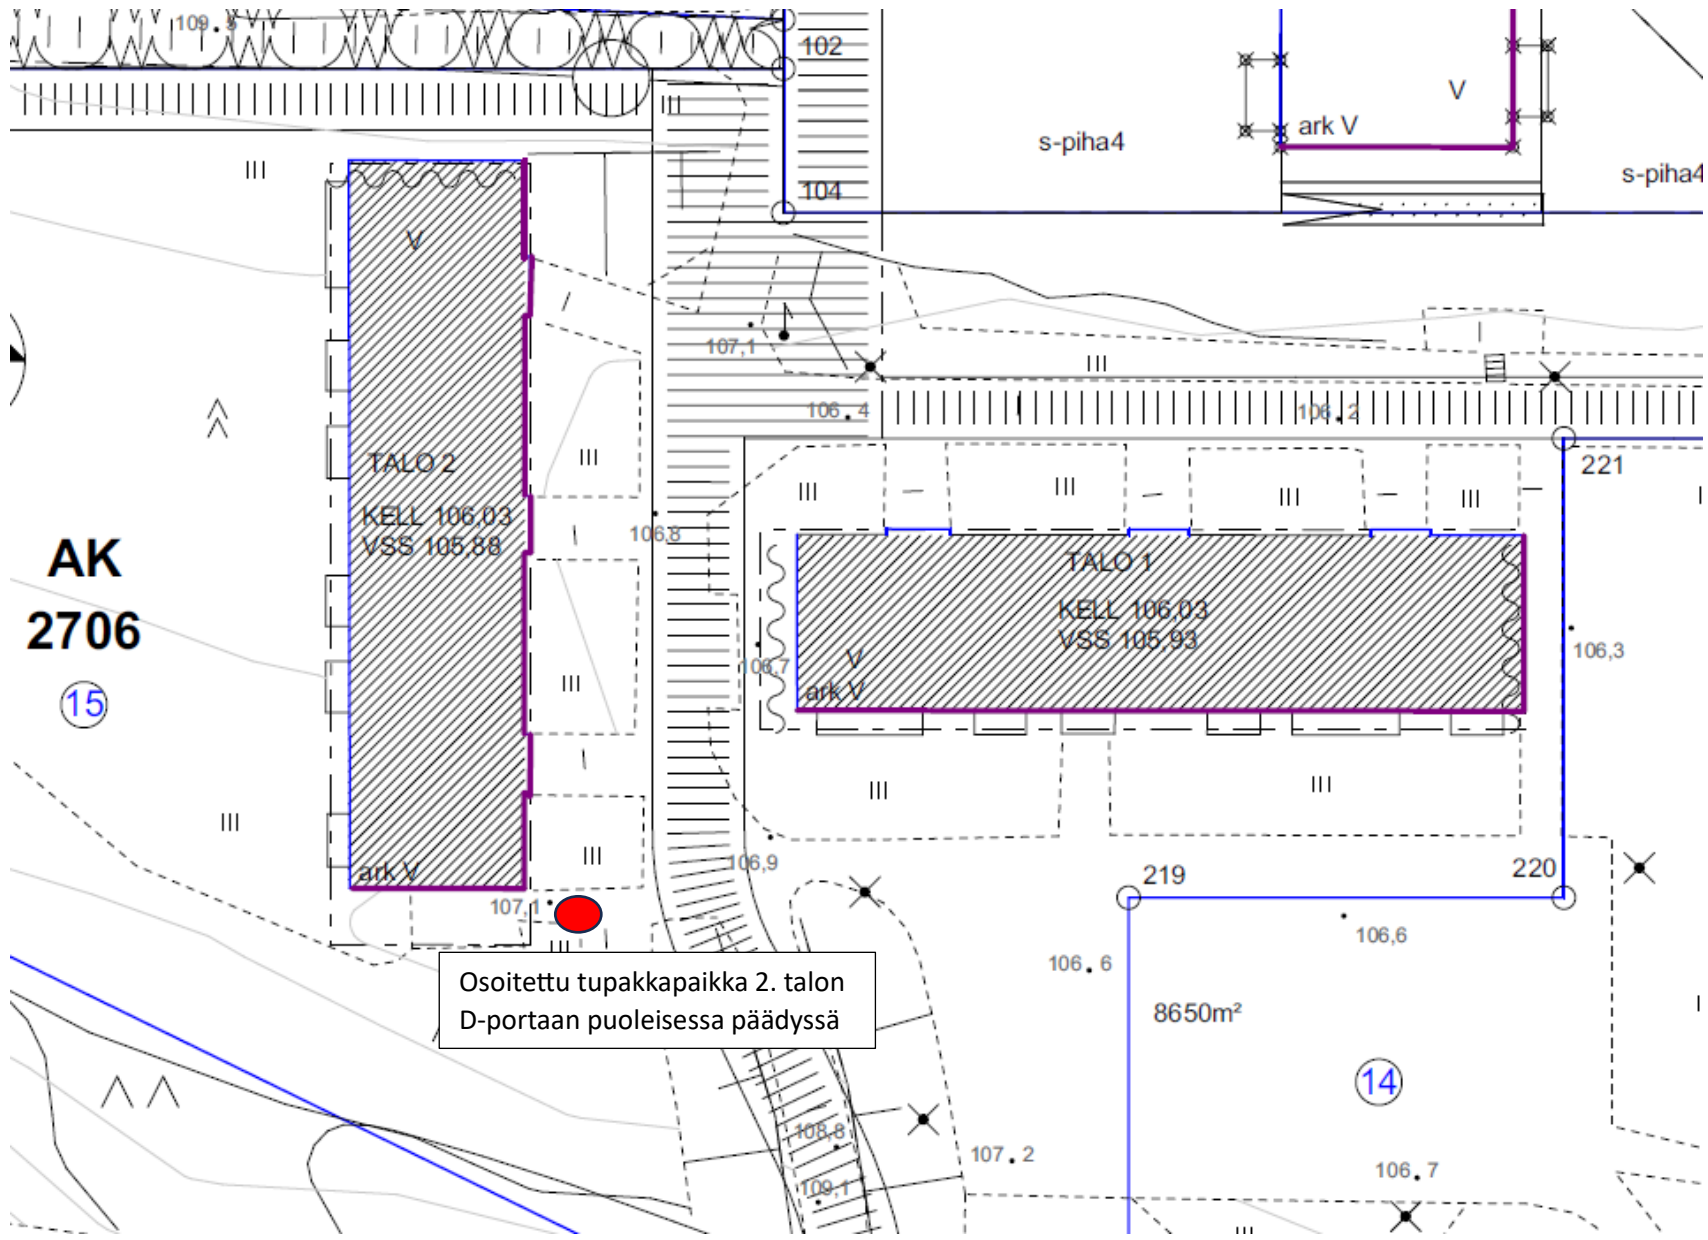 109.5
102
V
ark V
s-piha4
s-piha4
104
V
107,1
106.4
106.2
221
TALO 2
KELL 106,03
VSS 105,88
106,8
AK
2706
15
TALO 1
KELL 106,03
VSS 105,93
106,3
106,7
V
ark V
106,9
ark V
107,1
219
220
106,6
106.6
Osoitettu tupakkapaikka 2. talon
D-portaan puoleisessa päädyssä
8650m²
14
108,8
107.2
109,1
106.7